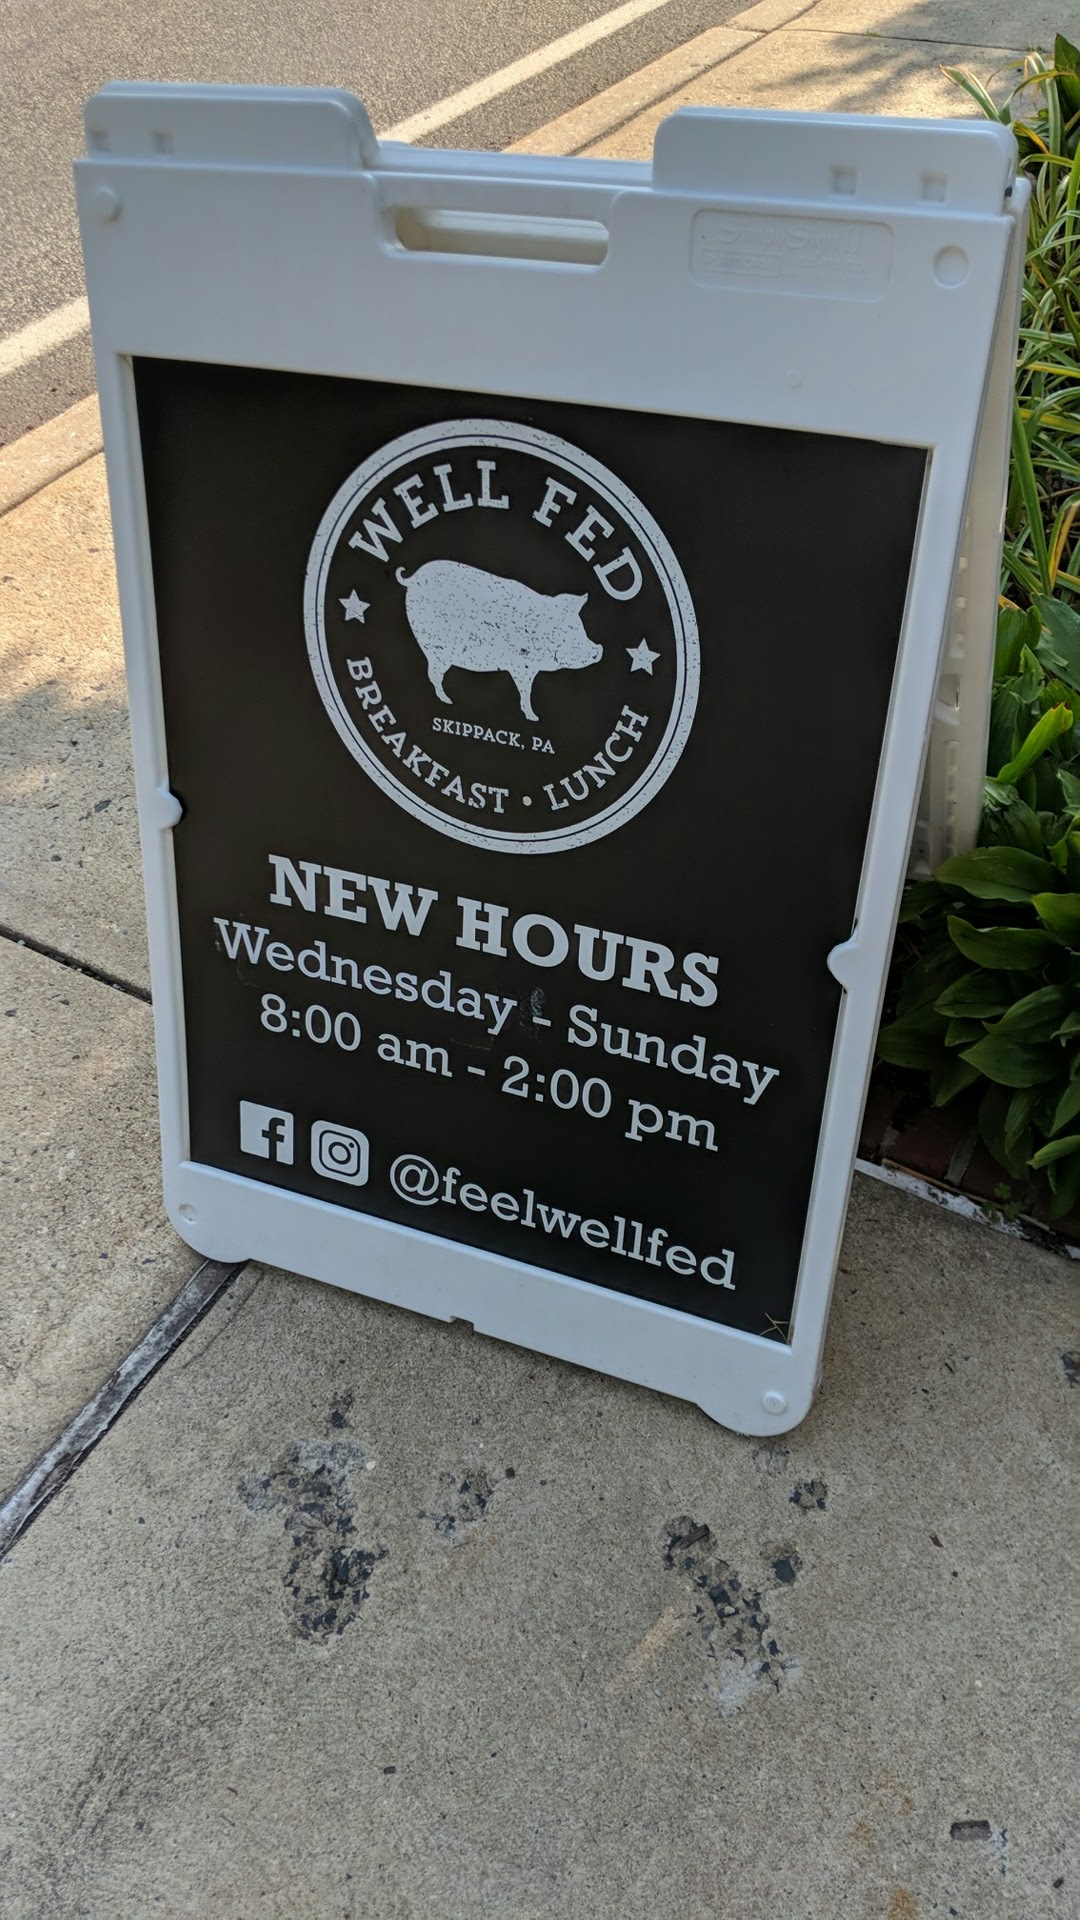 WELL FED
SKIPPACK, PA
BREAKFAST • LUNCH
NEW HOURS
Wednesday - Sunday
8:00 am - 2:00 pm
@feelwellfed